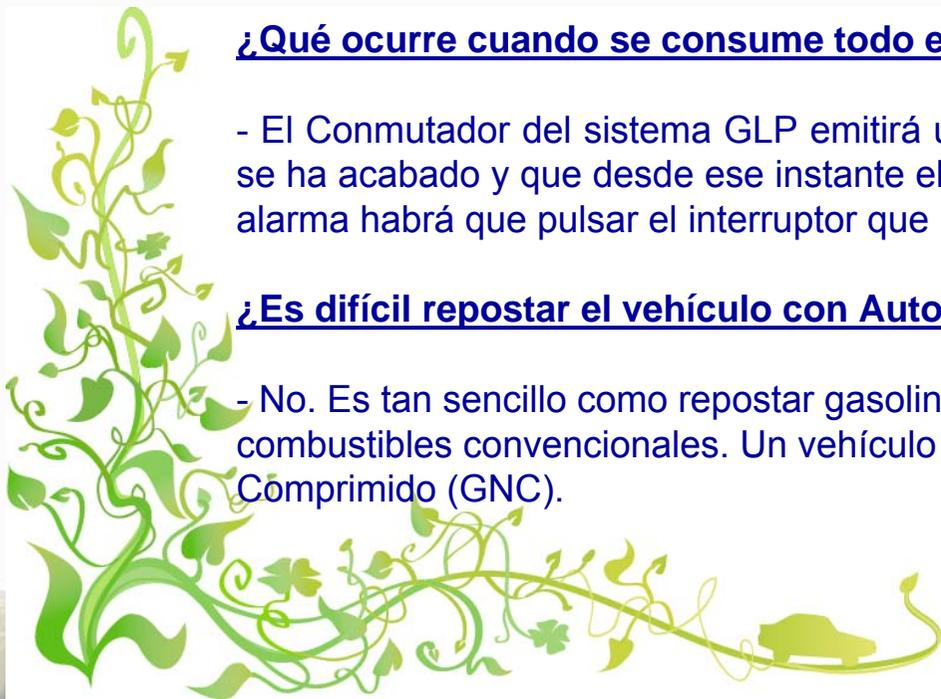 ¿Qué ocurre cuando se consume todo e
- El Conmutador del sistema GLP emitirá u
se ha acabado y que desde ese instante el
alarma habrá que pulsar el interruptor que
¿Es difícil repostar el vehículo con Auto
- No. Es tan sencillo como repostar gasolin
combustibles convencionales. Un vehículo
Comprimido (GNC).